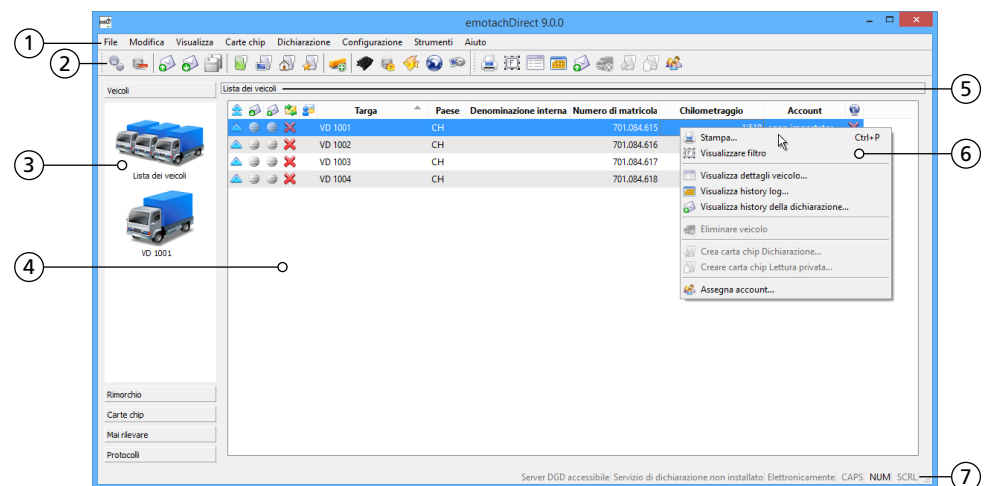 emotachDirect 9.0.0
1
File Modifica Visualizza Carte chip Dichiarazione Configurazione Strumenti Aiuto
2
Veicoli
Lista dei veicoli
5
Targa Paese Denominazione interna Numero di matricola Chilometraggio Account
VD 1001 CH 701.084.615
VD 1002 CH 701.084.616
VD 1003 CH 701.084.617
VD 1004 CH 701.084.618
Stampa... Ctrl+P
Visualizzare filtro
6
Visualizza dettagli veicolo...
Visualizza history log...
Visualizza history della dichiarazione...
Eliminare veicolo
Crea carta chip Dichiarazione...
Creare carta chip Lettura privata...
Assegna account...
3
Lista dei veicoli
VD 1001
4
Rimorchio
Carte chip
Mai rilevare
Protocolli
Server DGD accessibile Servizio di dichiarazione non installato Elettronicamente CAPS NUM SCRL
7